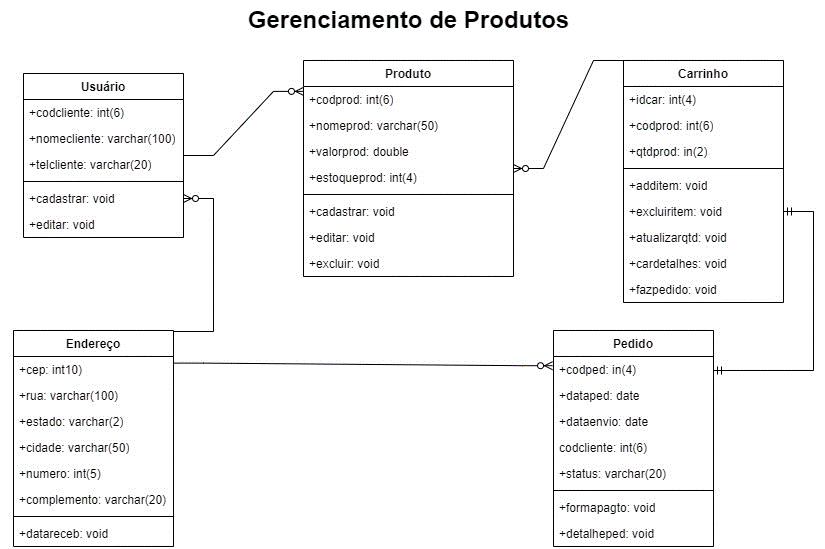 Gerenciamento de Produtos
Usuário
+codcliente: int(6)
+nomecliente: varchar(100)
+telcliente: varchar(20)
+cadastrar: void
+editar: void
Produto
+codprod: int(6)
+nomeprod: varchar(50)
+valorprod: double
+estoqueprod: int(4)
+cadastrar: void
+editar: void
+excluir: void
Carrinho
+idcar: int(4)
+codprod: int(6)
+qtdprod: in(2)
+additem: void
+excluiritem: void
+atualizarqtd: void
+cardetalhes: void
+fazpedido: void
Endereço
+cep: int10)
+rua: varchar(100)
+estado: varchar(2)
+cidade: varchar(50)
+numero: int(5)
+complemento: varchar(20)
+datareceb: void
Pedido
+codped: in(4)
+dataped: date
+dataenvio: date
codcliente: int(6)
+status: varchar(20)
+formapagto: void
+detalheped: void